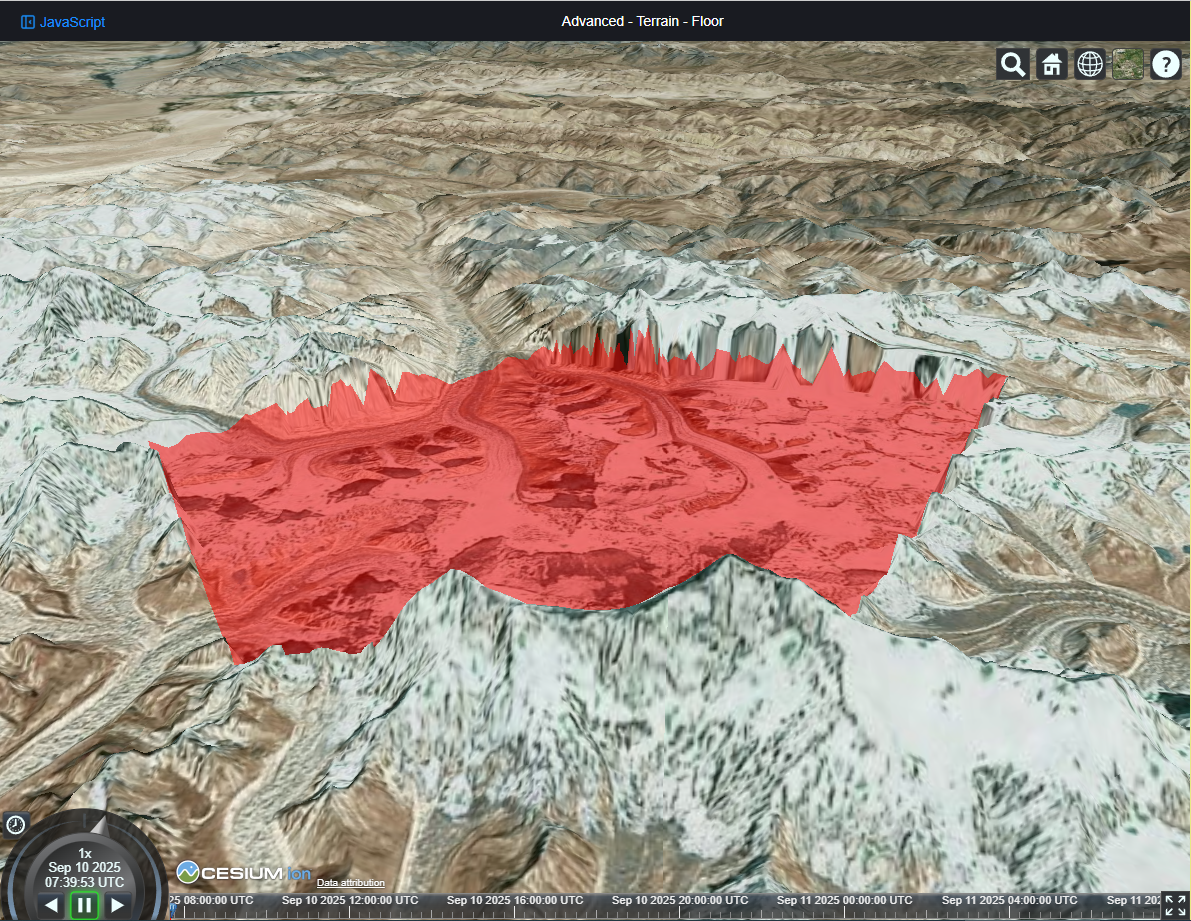 JavaScript
Advanced - Terrain - Floor
?
1x
Sep 10 2025
07:39:53 UTC
CESIUM ion
Data attribution
25 08:00:00 UTC
Sep 10 2025 12:00:00 UTC
Sep 10 2025 16:00:00 UTC
Sep 10 2025 20:00:00 UTC
Sep 11 2025 00:00:00 UTC
Sep 11 2025 04:00:00 UTC
Sep 11 202